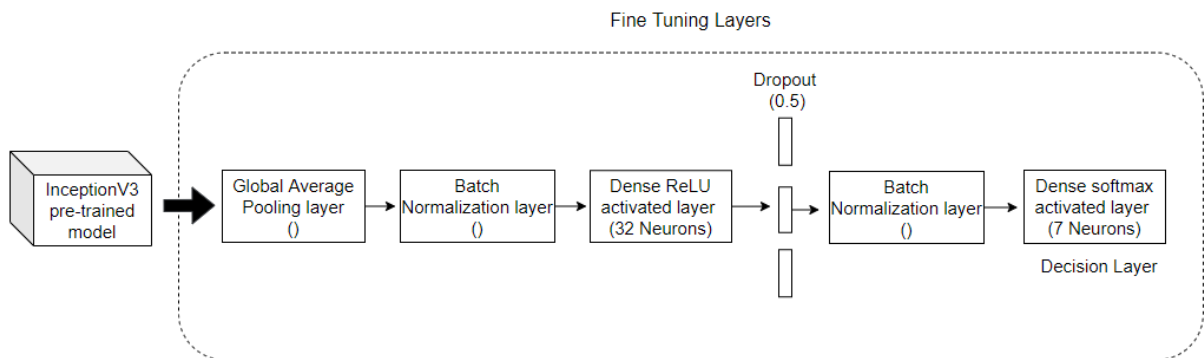 Fine Tuning Layers
Dropout
(0.5)
InceptionV3
pre-trained
model
Global Average
Pooling layer
()
Batch
Normalization layer
()
Dense ReLU
activated layer
(32 Neurons)
Batch
Normalization layer
()
Dense softmax
activated layer
(7 Neurons)
Decision Layer